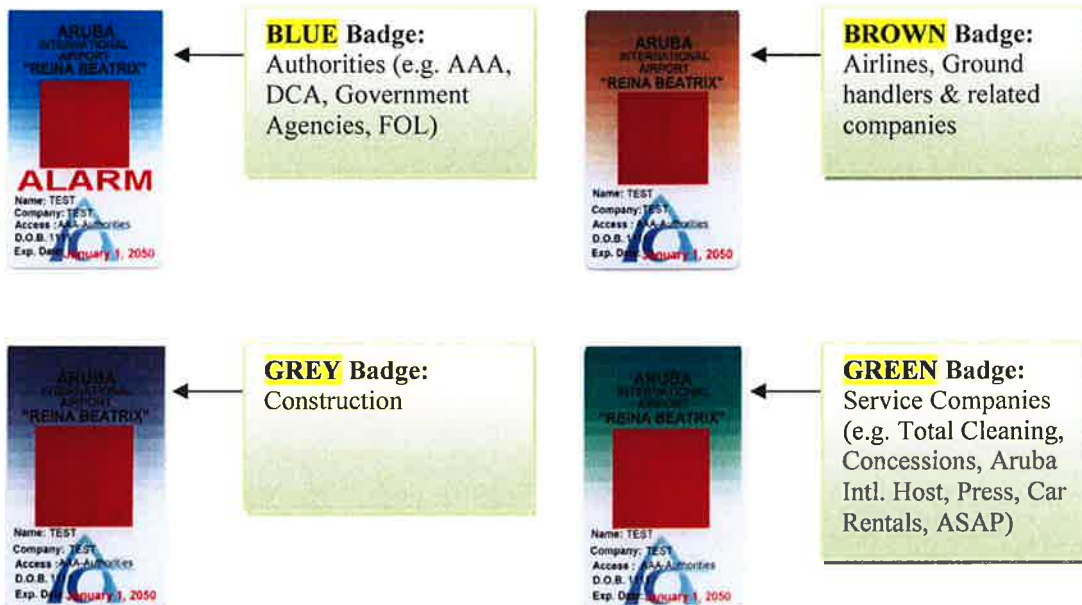 ARUBA
INTERNATIONAL
AIRPORT
"REINA BEATRIX"
ALARM
Name: TEST
Company: TEST
Access : AAA-Authorities
D.O.B. 1111
Exp. Date: January 1, 2050
BLUE Badge:
Authorities (e.g. AAA,
DCA, Government
Agencies, FOL)
ARUBA
INTERNATIONAL
AIRPORT
"REINA BEATRIX"
Name: TEST
Company: TEST
Access : AAA-Authorities
D.O.B. 1111
Exp. Date: January 1, 2050
BROWN Badge:
Airlines, Ground
handlers & related
companies
ARUBA
INTERNATIONAL
AIRPORT
"REINA BEATRIX"
Name: TEST
Company: TEST
Access : AAA-Authorities
D.O.B. 1111
Exp. Date: January 1, 2050
GREY Badge:
Construction
ARUBA
INTERNATIONAL
AIRPORT
"REINA BEATRIX"
Name: TEST
Company: TEST
Access : AAA-Authorities
D.O.B. 1111
Exp. Date: January 1, 2050
GREEN Badge:
Service Companies
(e.g. Total Cleaning,
Concessions, Aruba
Intl. Host, Press, Car
Rentals, ASAP)